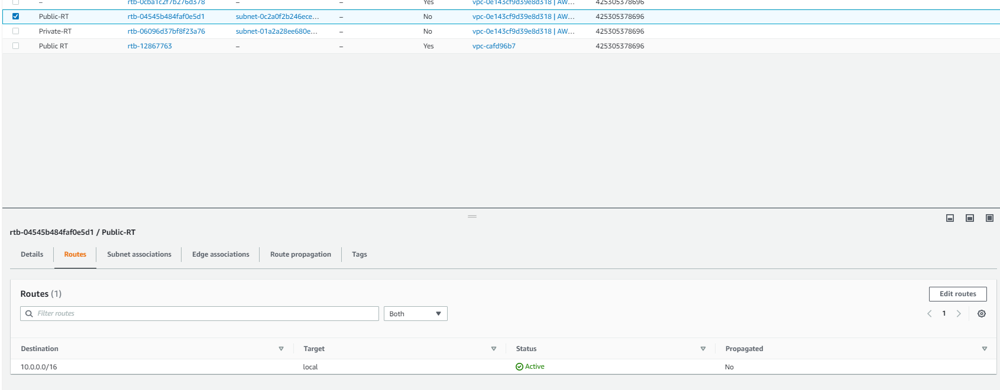 – rtb-0cba1c2f7b276d378 – – Yes vpc-0e143cf9d39e8d318 | AW... 425305378696
Public-RT rtb-04545b484faf0e5d1 subnet-0c2a0f2b246ece... – No vpc-0e143cf9d39e8d318 | AW... 425305378696
Private-RT rtb-06096d37bf8f23a76 subnet-01a2a28ee680e... – No vpc-0e143cf9d39e8d318 | AW... 425305378696
Public RT rtb-12867763 – – Yes vpc-cafd96b7 425305378696
rtb-04545b484faf0e5d1 / Public-RT
Details Routes Subnet associations Edge associations Route propagation Tags
Routes (1) Edit routes
Filter routes Both 1
Destination Target Status Propagated
10.0.0.0/16 local Active No